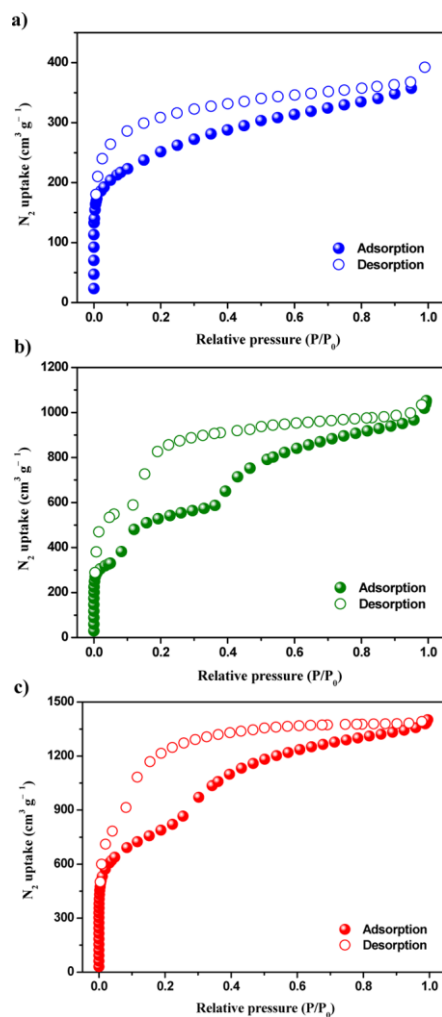 a)
400
300
200
100
0
N₂ uptake (cm³ g⁻¹)
Adsorption
Desorption
0.0 0.2 0.4 0.6 0.8 1.0
Relative pressure (P/P₀)
b)
1200
1000
800
600
400
200
0
N₂ uptake (cm³ g⁻¹)
Adsorption
Desorption
0.0 0.2 0.4 0.6 0.8 1.0
Relative pressure (P/P₀)
c)
1500
1200
900
600
300
0
N₂ uptake (cm³ g⁻¹)
Adsorption
Desorption
0.0 0.2 0.4 0.6 0.8 1.0
Relative pressure (P/P₀)